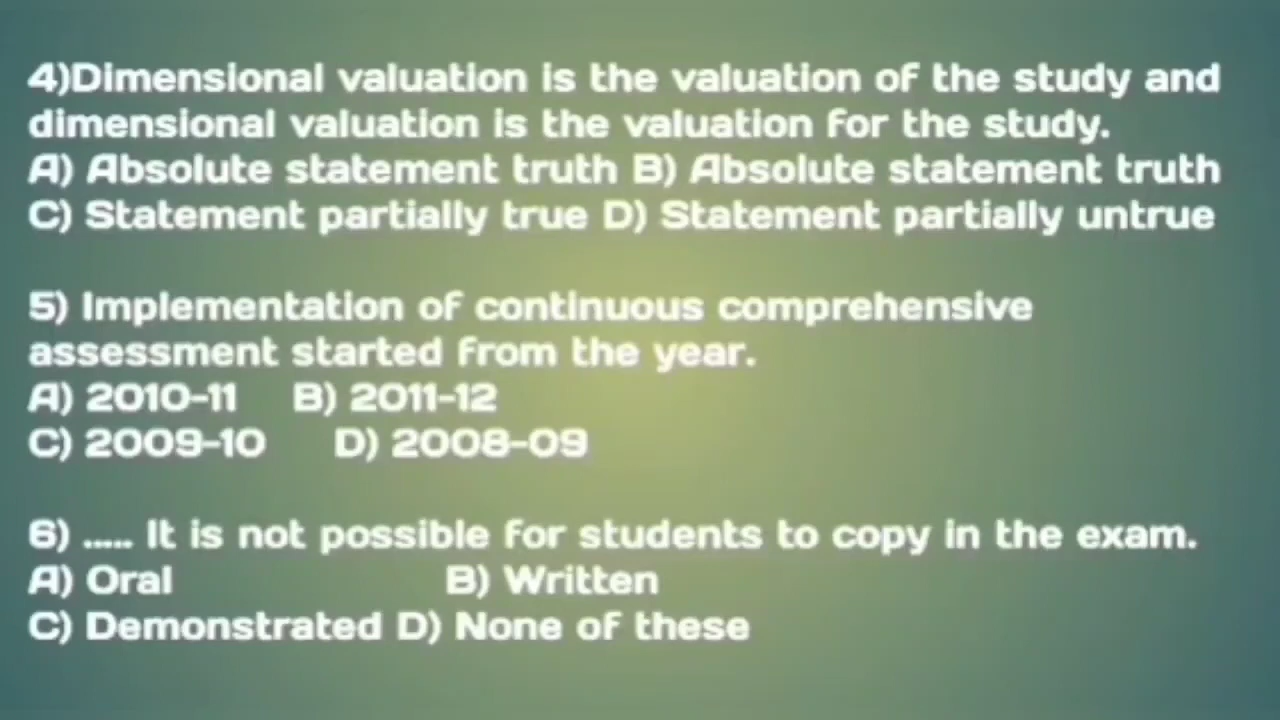 4)Dimensional valuation is the valuation of the study and
dimensional valuation is the valuation for the study.
A) Absolute statement truth B) Absolute statement truth
C) Statement partially true D) Statement partially untrue
5) Implementation of continuous comprehensive
assessment started from the year.
A) 2010-11 B) 2011-12
C) 2009-10 D) 2008-09
6) ..... It is not possible for students to copy in the exam.
A) Oral B) Written
C) Demonstrated D) None of these